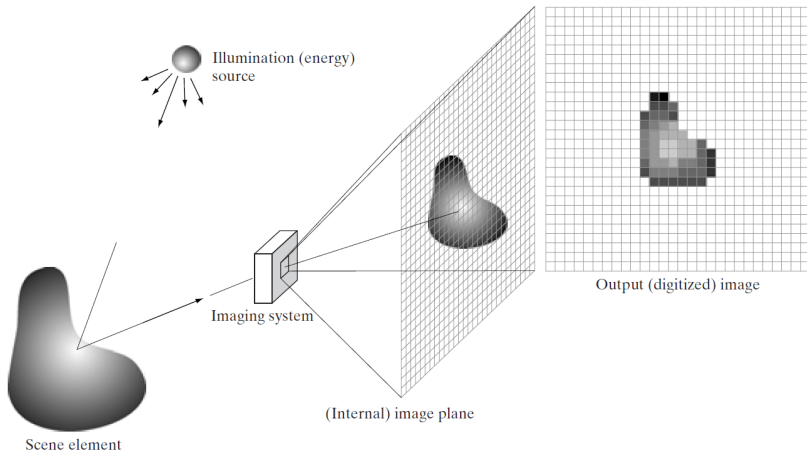 Illumination (energy)
source
Output (digitized) image
Imaging system
(Internal) image plane
Scene element